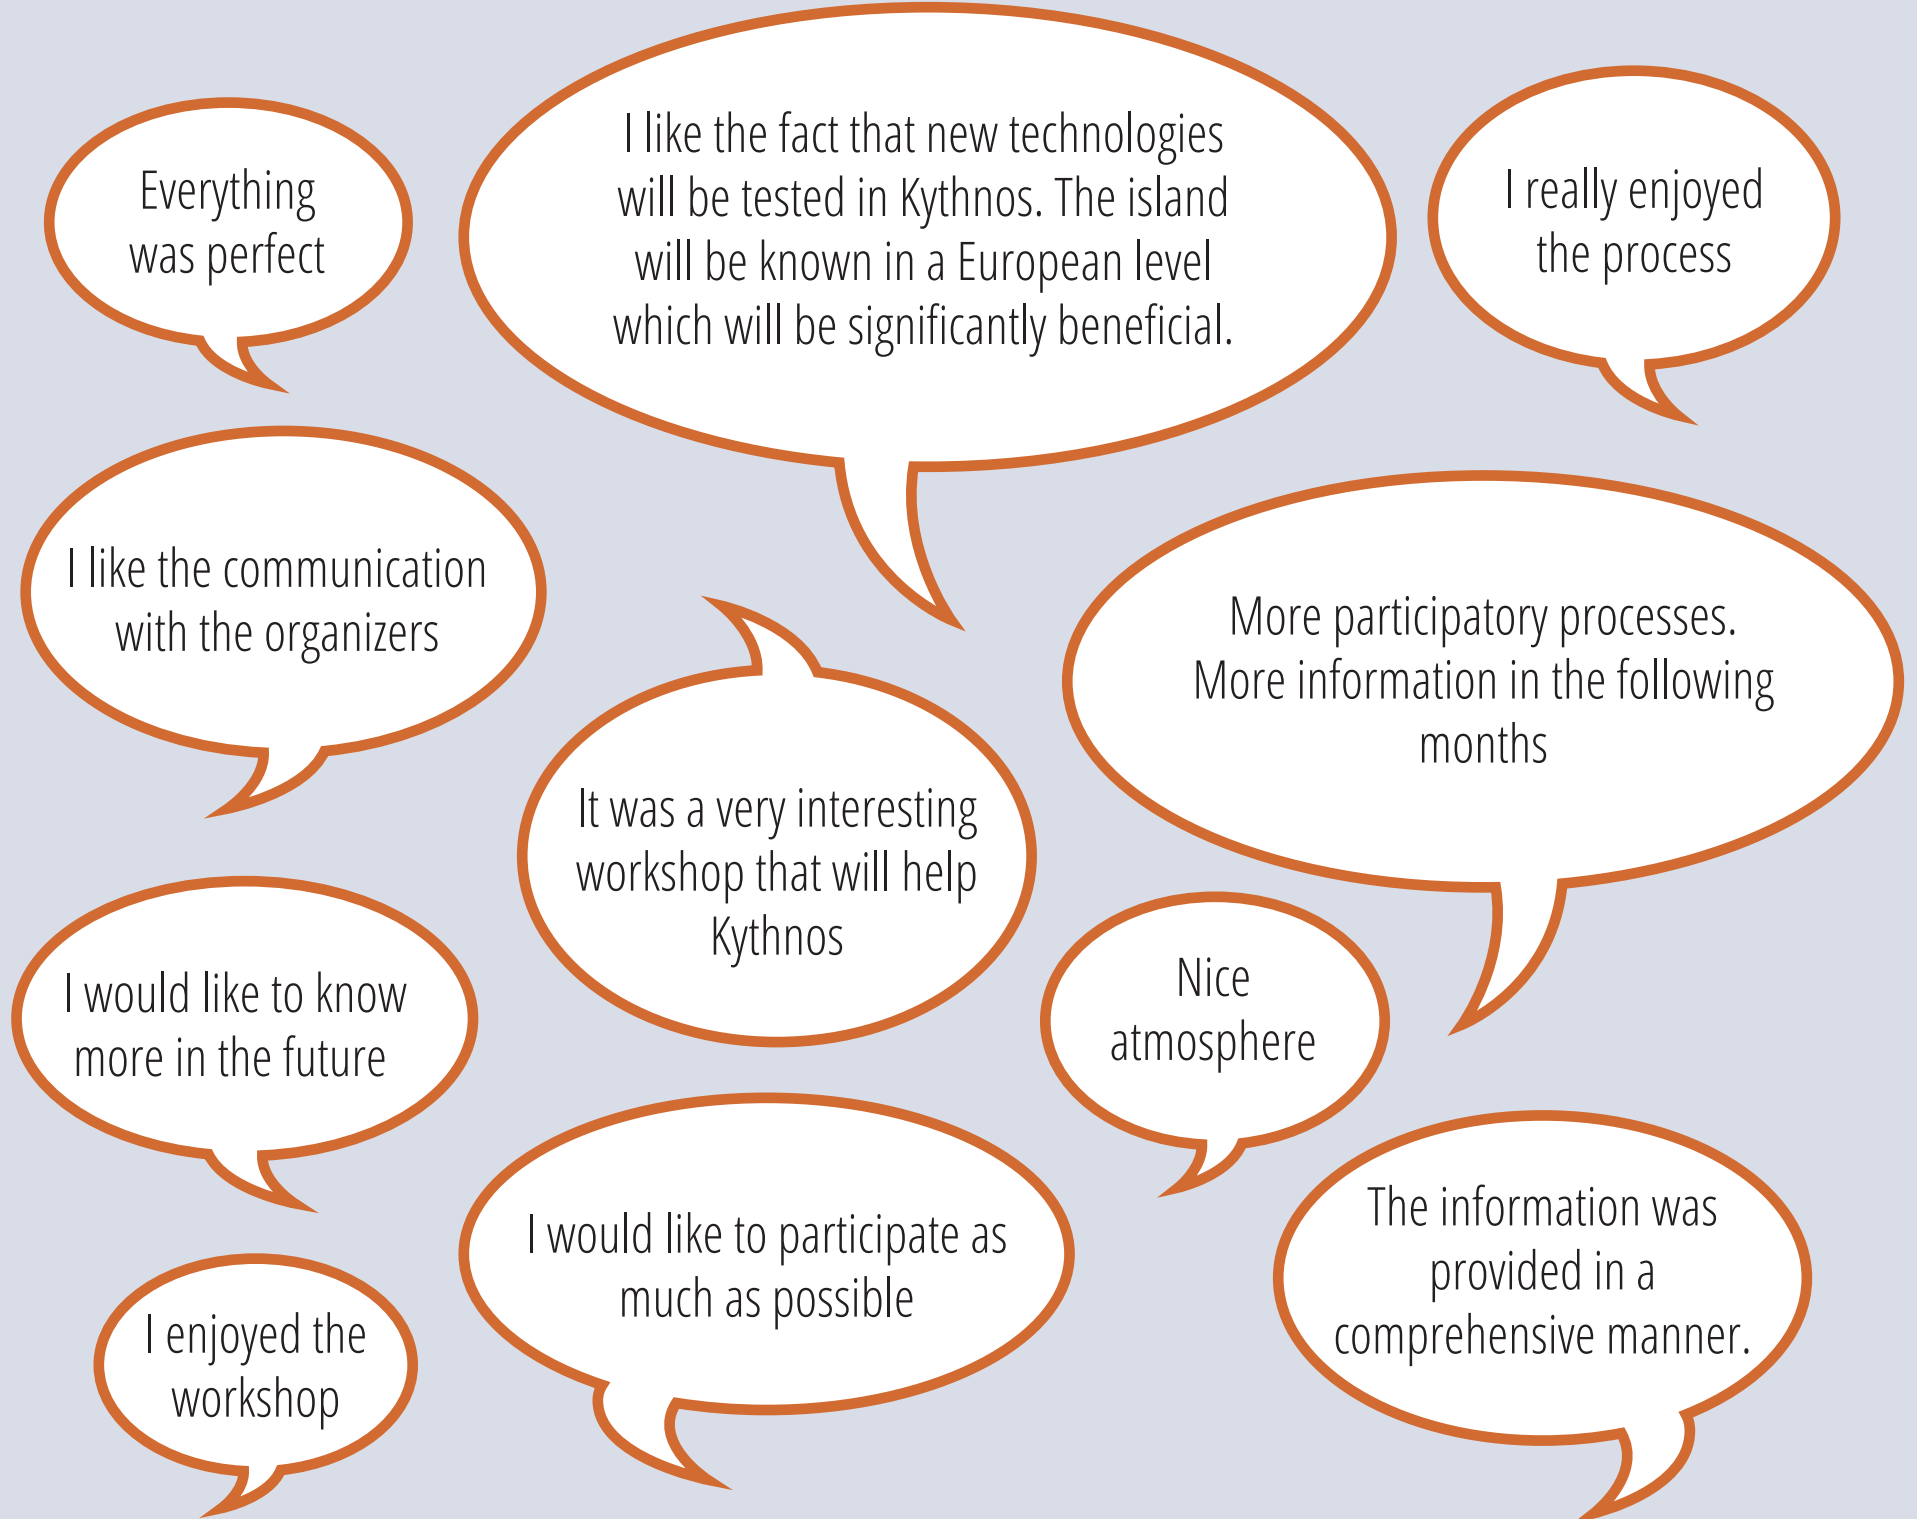 Everything
was perfect
I like the fact that new technologies
will be tested in Kythnos. The island
will be known in a European level
which will be significantly beneficial.
I really enjoyed
the process
I like the communication
with the organizers
More participatory processes.
More information in the following
months
It was a very interesting
workshop that will help
Kythnos
I would like to know
more in the future
Nice
atmosphere
I would like to participate as
much as possible
The information was
provided in a
comprehensive manner.
I enjoyed the
workshop